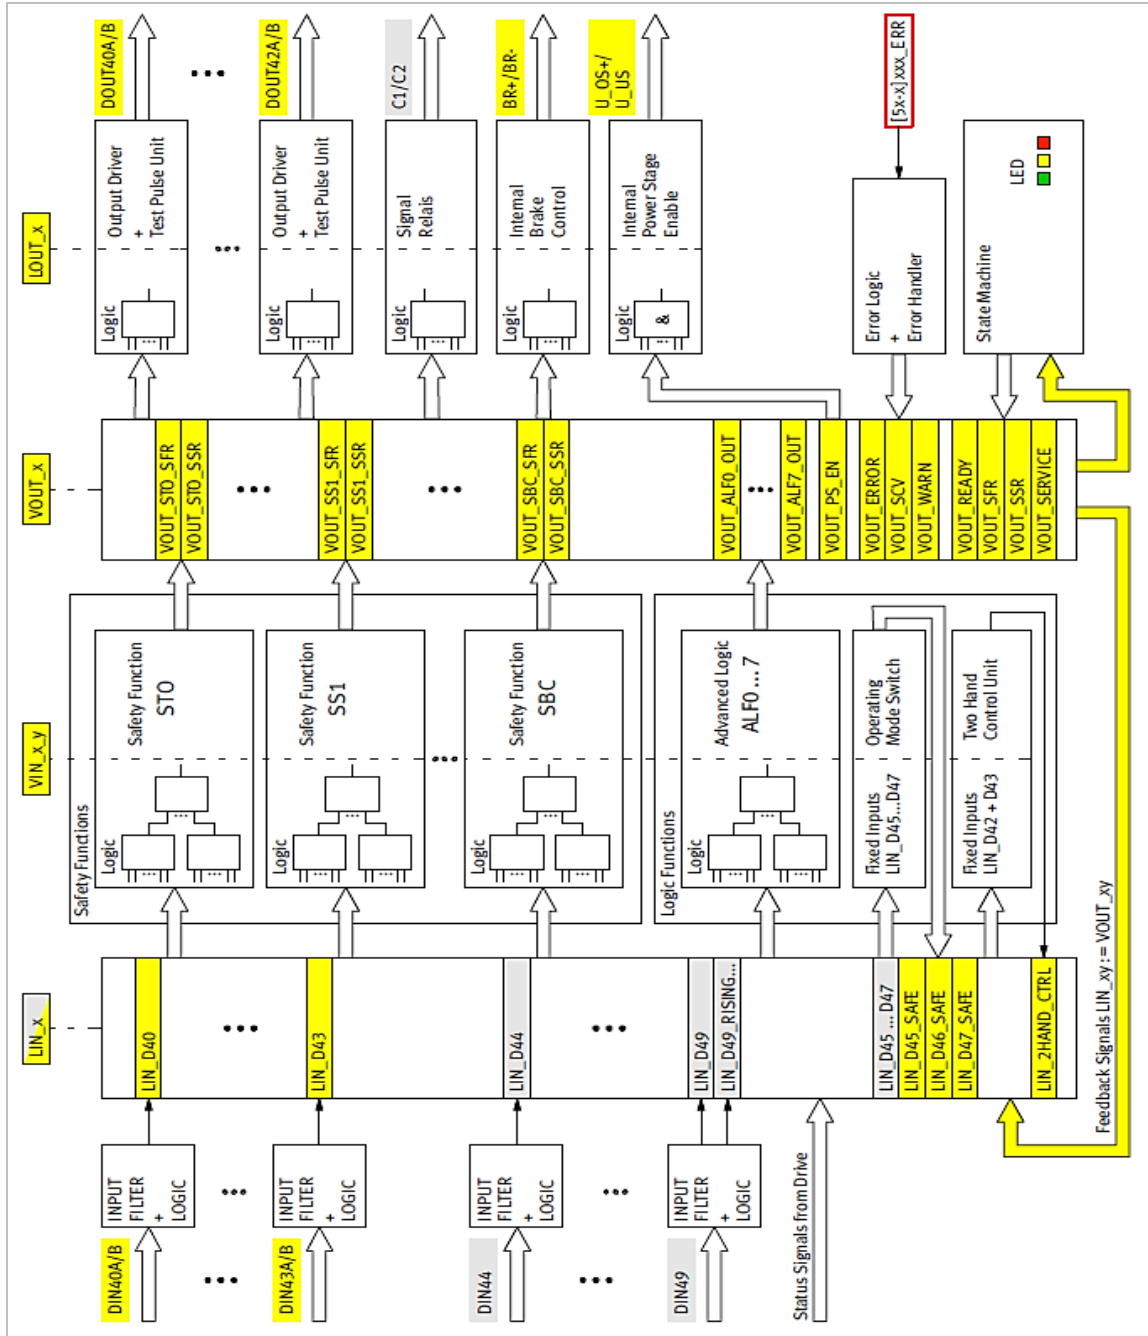 LIN_x
VIN_x_y
VOUT_x
LOUT_x
DIN40A/B
INPUT
FILTER
+
LOGIC
LIN_D40
Safety Functions
Logic
Safety Function
STO
VOUT_STO_SFR
VOUT_STO_SSR
Logic
Output Driver
+
Test Pulse Unit
DOUT40A/B
DIN43A/B
INPUT
FILTER
+
LOGIC
LIN_D43
Logic
Safety Function
SS1
VOUT_SS1_SFR
VOUT_SS1_SSR
Logic
Output Driver
+
Test Pulse Unit
DOUT42A/B
Logic
Signal
Relais
C1/C2
DIN44
INPUT
FILTER
+
LOGIC
LIN_D44
Logic
Safety Function
SBC
VOUT_SBC_SFR
VOUT_SBC_SSR
Logic
Internal
Brake
Control
BR+/BR-
Logic
&
Internal
Power Stage
Enable
U_OS+/
U_US
DIN49
INPUT
FILTER
+
LOGIC
LIN_D49
LIN_D49_RISING...
Logic Functions
Logic
Advanced Logic
ALF0 ... 7
VOUT_ALF0_OUT
VOUT_ALF7_OUT
VOUT_PS_EN
Status Signals from Drive
LIN_D45 ... D47
LIN_D45_SAFE
LIN_D46_SAFE
LIN_D47_SAFE
Fixed Inputs
LIN_D45...D47
Operating
Mode Switch
VOUT_ERROR
VOUT_SCV
VOUT_WARN
Error Logic
+
Error Handler
[5x-x]xxx_ERR
LIN_2HAND_CTRL
Fixed Inputs
LIN_D42 + D43
Two Hand
Control Unit
VOUT_READY
VOUT_SFR
VOUT_SSR
VOUT_SERVICE
State Machine
LED
Feedback Signals LIN_xy := VOUT_xy